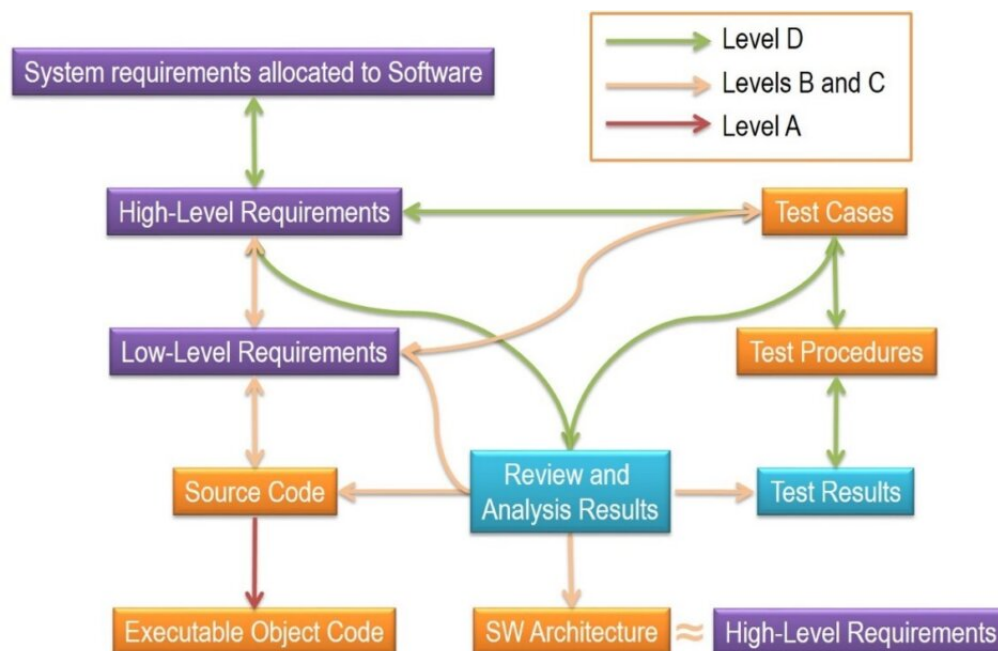 Level D
System requirements allocated to Software
Levels B and C
Level A
High-Level Requirements
Test Cases
Low-Level Requirements
Test Procedures
Source Code
Review and
Analysis Results
Test Results
Executable Object Code
SW Architecture
≈
High-Level Requirements